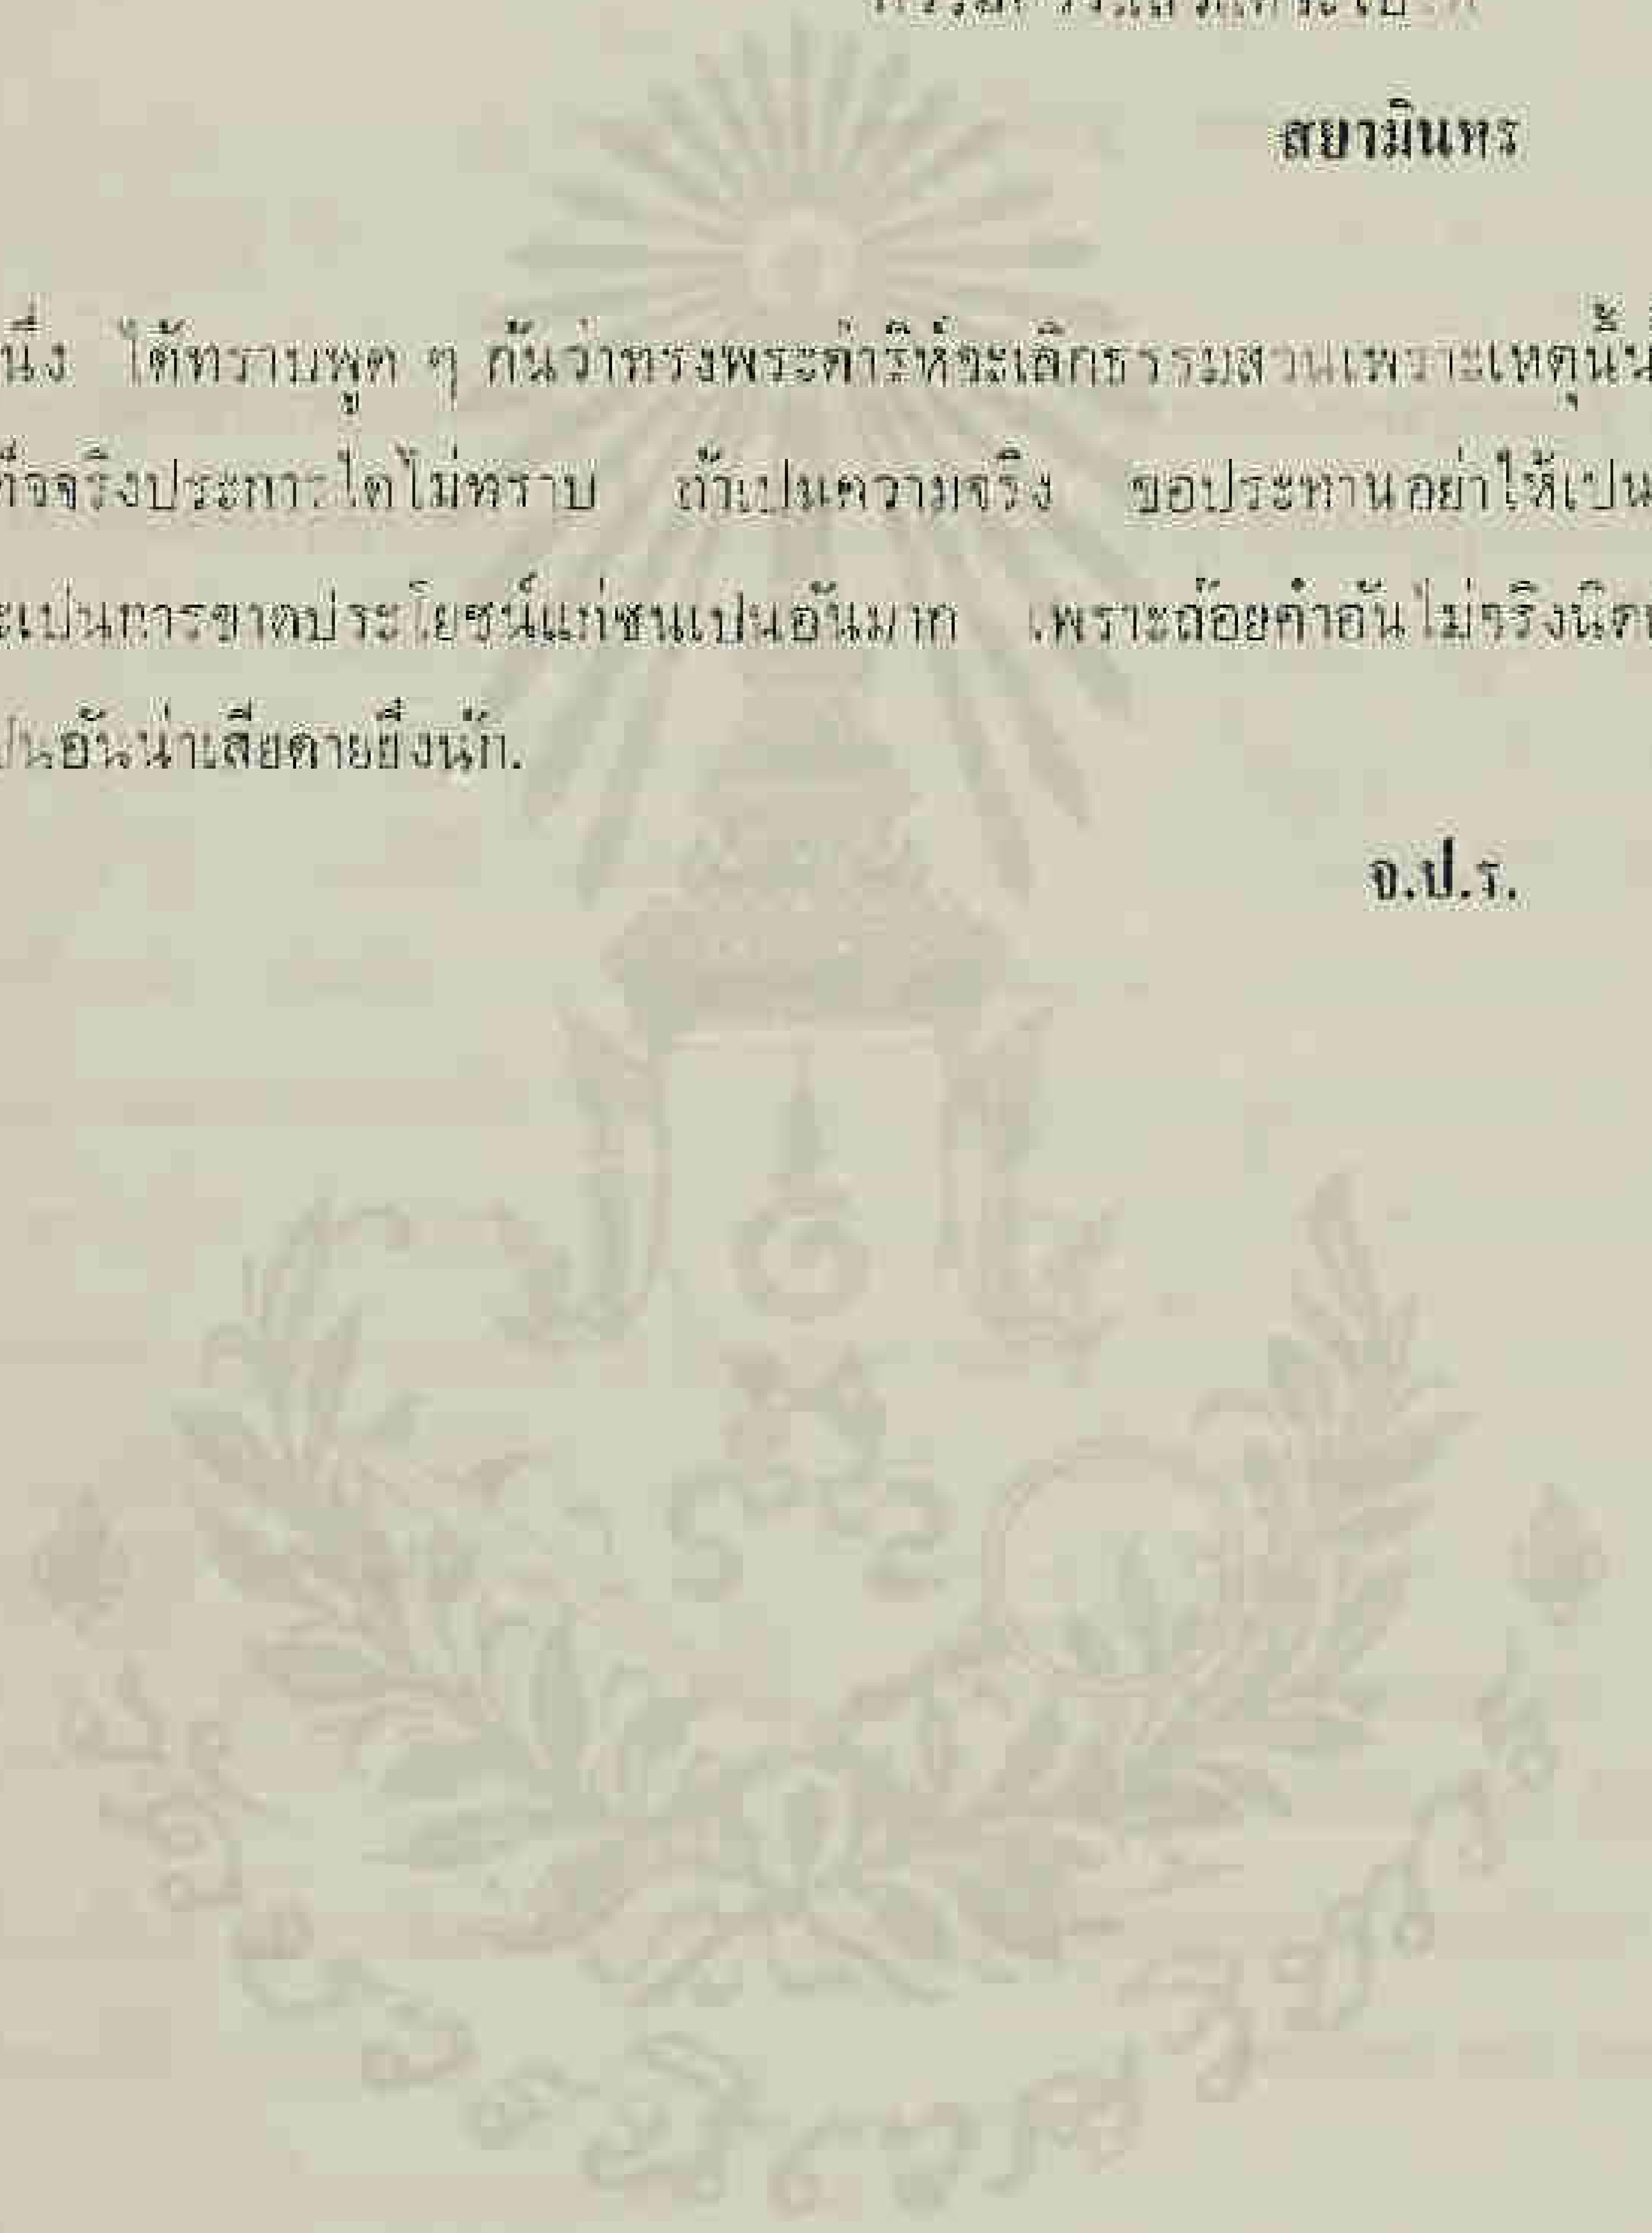 สยามินทร
นึ่ง ได้ทราบพูด ๆ กันว่าทรงพระดำริห์จะเลิกธรรมสวนเพราะเหตุนั้น
จริงประการใดไม่ทราบ ถ้าเปนความจริง ขอประทานอย่าให้เปน
ะเปนการขาดประโยชน์แก่ชนเปนอันมาก เพราะถ้อยคำอันไม่จริงนิด
ปนอันน่าเสียดายยิ่งนัก.
จ.ป.ร.